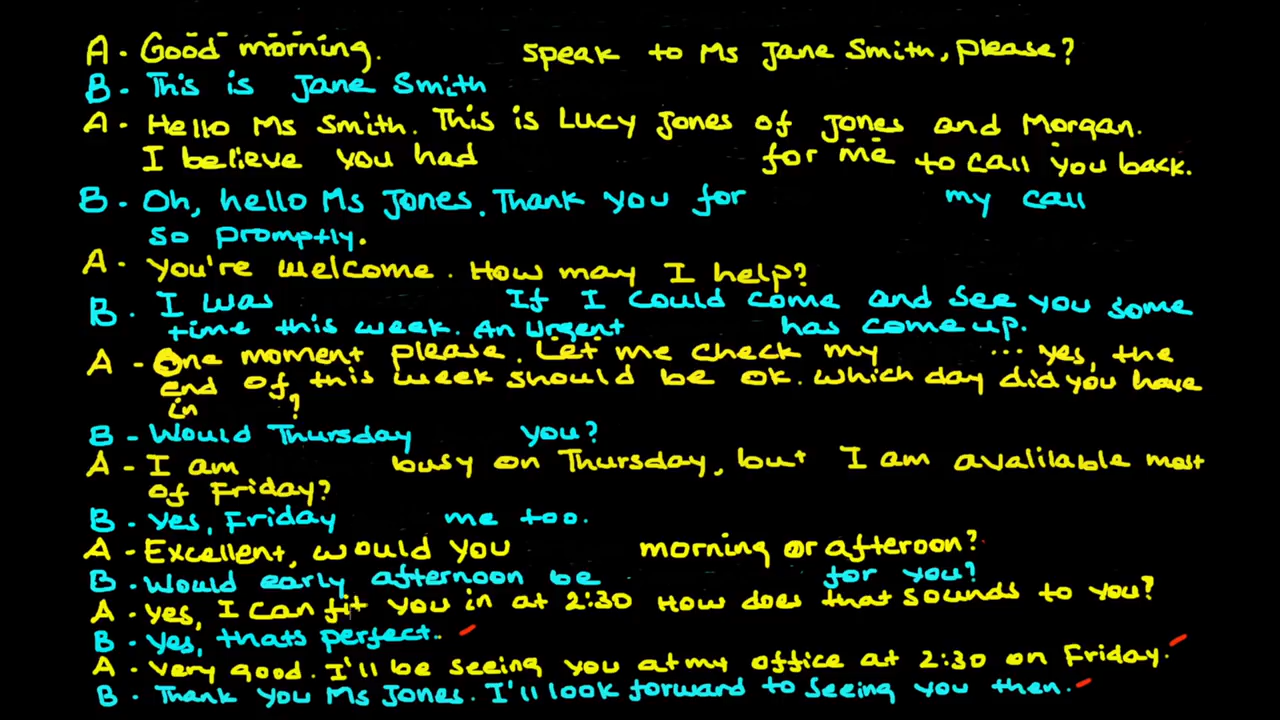 A - Good morning. speak to Ms Jane Smith, please?
B - This is Jane Smith
A - Hello Ms Smith. This is Lucy Jones of Jones and Morgan.
I believe you had for me to call you back.
B - Oh, hello Ms Jones. Thank you for my call
so promptly.
A - You're welcome. How may I help?
B - I was If I could come and see you some
time this week. An Urgent has come up.
A - One moment please. Let me check my ... yes, the
end of this week should be ok. Which day did you have
in ?
B - Would Thursday you?
A - I am busy on Thursday, but I am avalilable most
of Friday?
B - Yes, Friday me too.
A - Excellent, would you morning or afteroon?
B - Would early afternoon be for you?
A - Yes, I can fit you in at 2:30 How does that sounds to you?
B - Yes, thats perfect.
A - Very good. I'll be seeing you at my office at 2:30 on Friday.
B - Thank you Ms Jones. I'll look forward to seeing you then.